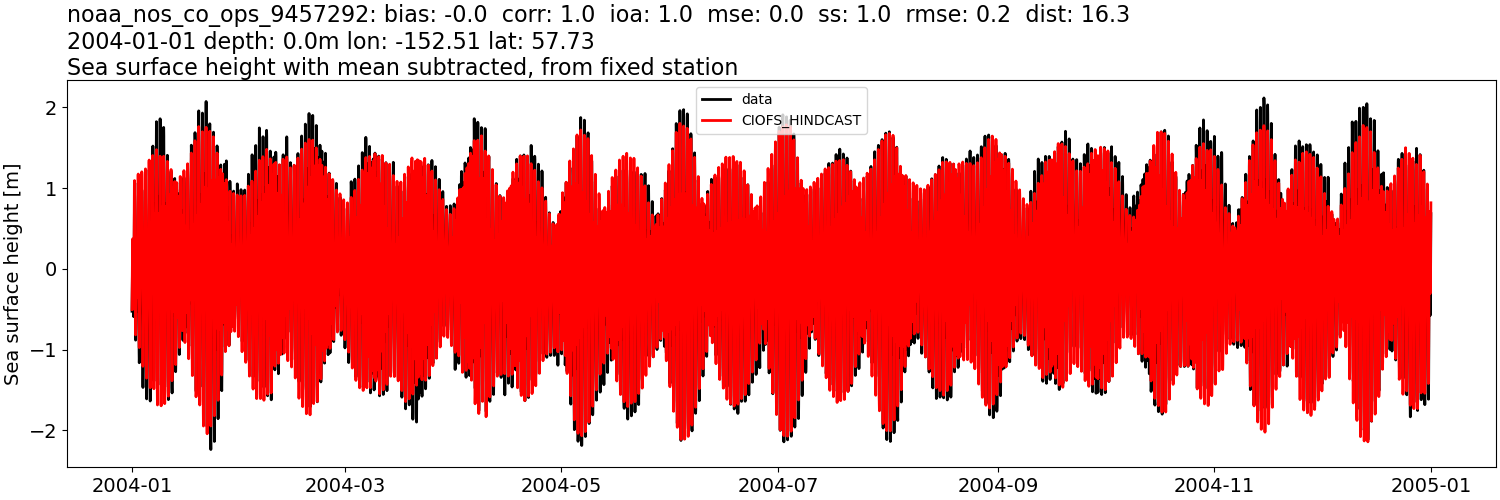 noaa_nos_co_ops_9457292: bias: -0.0  corr: 1.0  ioa: 1.0  mse: 0.0  ss: 1.0  rmse: 0.2  dist: 16.3
2004-01-01 depth: 0.0m lon: -152.51 lat: 57.73
Sea surface height with mean subtracted, from fixed station
data
CIOFS_HINDCAST
Sea surface height [m]
2
1
0
−1
−2
2004-01
2004-03
2004-05
2004-07
2004-09
2004-11
2005-01